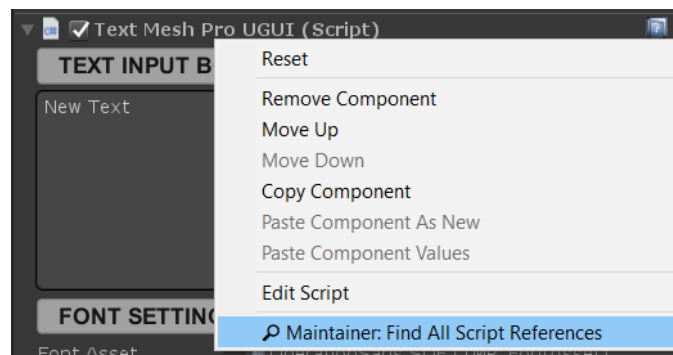 Text Mesh Pro UGUI (Script)
TEXT INPUT B
New Text
Reset
Remove Component
Move Up
Move Down
Copy Component
Paste Component As New
Paste Component Values
Edit Script
FONT SETTING
Maintainer: Find All Script References
Font Asset